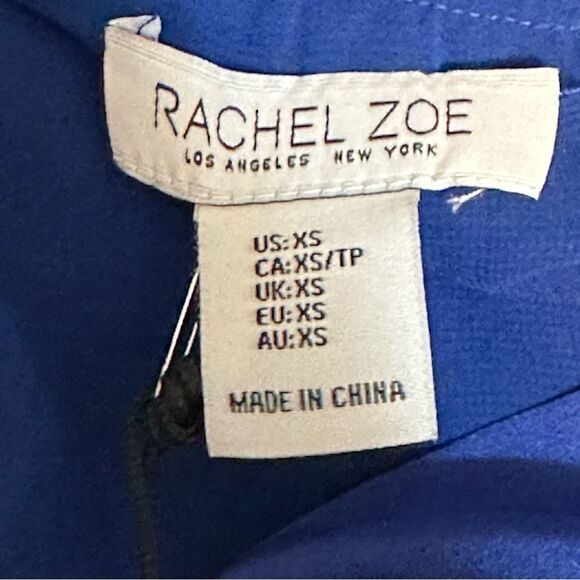 RACHEL ZOE
LOS ANGELES NEW YORK
US:XS
CA:XS/TP
UK:XS
EU:XS
AU:XS
MADE IN CHINA